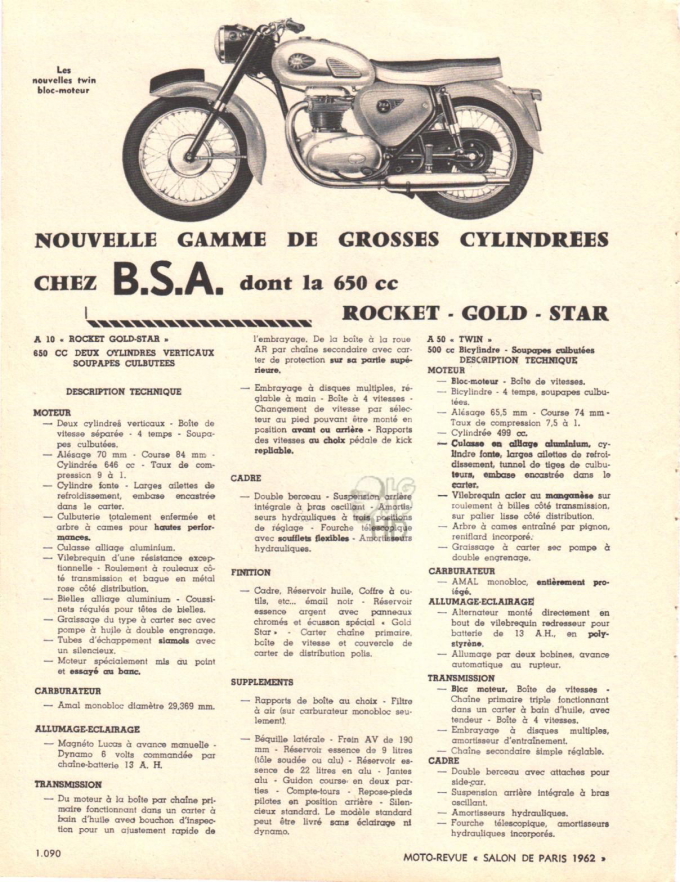 Les
nouvelles twin
bloc-moteur
NOUVELLE GAMME DE GROSSES CYLINDRÉES
CHEZ B.S.A. dont la 650 cc
ROCKET - GOLD - STAR
A 10 « ROCKET GOLD-STAR »
650 CC DEUX CYLINDRES VERTICAUX
SOUPAPES CULBUTEES
DESCRIPTION TECHNIQUE
MOTEUR
— Deux cylindres verticaux - Boîte de
vitesse séparée - 4 temps - Soupa-
pes culbutées.
— Alésage 70 mm - Course 84 mm -
Cylindrée 646 cc - Taux de com-
pression 9 à 1.
— Cylindre fonte - Larges ailettes de
refroidissement, embase encastrée
dans le carter.
— Culbuterie totalement enfermée et
arbre à cames pour hautes perfor-
mances.
— Culasse alliage aluminium.
— Vilebrequin d'une résistance excep-
tionnelle - Roulement à rouleaux cô-
té transmission et bague en métal
rose côté distribution.
— Bielles alliage aluminium - Coussi-
nets régulés pour têtes de bielles.
— Graissage du type à carter sec avec
pompe à huile à double engrenage.
— Tubes d'échappement siamois avec
un silencieux.
— Moteur spécialement mis au point
et essayé au banc.
CARBURATEUR
— Amal monobloc diamètre 29,369 mm.
ALLUMAGE-ECLAIRAGE
— Magnéto Lucas à avance manuelle -
Dynamo 6 volts commandée par
chaîne-batterie 13 A. H.
TRANSMISSION
— Du moteur à la boîte par chaîne pri-
maire fonctionnant dans un carter à
bain d'huile avec bouchon d'inspec-
tion pour un ajustement rapide de
l'embrayage. De la boîte à la roue
AR par chaîne secondaire avec car-
ter de protection sur sa partie supé-
rieure.
— Embrayage à disques multiples, ré-
glable à main - Boîte à 4 vitesses -
Changement de vitesse par sélec-
teur au pied pouvant être monté en
position avant ou arrière - Rapports
des vitesses au choix pédale de kick
repliable.
CADRE
— Double berceau - Suspension arrière
intégrale à bras oscillant - Amortis-
seurs hydrauliques à trois positions
de réglage - Fourche télescopique
avec soufflets flexibles - Amortisseurs
hydrauliques.
FINITION
— Cadre, Réservoir huile, Coffre à ou-
tils, etc... émail noir - Réservoir
essence argent avec panneaux
chromés et écusson spécial « Gold
Star » - Carter chaîne primaire,
boîte de vitesse et couvercle de
carter de distribution polis.
SUPPLEMENTS
— Rapports de boîte au choix - Filtre
à air (sur carburateur monobloc seu-
lement).
— Béquille latérale - Frein AV de 190
mm - Réservoir essence de 9 litres
(tôle soudée ou alu) - Réservoir es-
sence de 22 litres en alu - Jantes
alu - Guidon course en deux par-
ties - Compte-tours - Repose-pieds
pilotes en position arrière - Silen-
cieux standard. Le modèle standard
peut être livré sans éclairage ni
dynamo.
A 50 « TWIN »
500 cc Bicylindre - Soupapes culbutées
DESCRIPTION TECHNIQUE
MOTEUR
— Bloc-moteur - Boîte de vitesses.
— Bicylindre - 4 temps, soupapes culbu-
tées.
— Alésage 65,5 mm - Course 74 mm -
Taux de compression 7,5 à 1.
— Cylindrée 499 cc.
— Culasse en alliage aluminium, cy-
lindre fonte, larges ailettes de refroi-
dissement, tunnel de tiges de culbu-
teurs, embase encastrée dans le
carter.
— Vilebrequin acier au manganèse sur
roulement à billes côté transmission,
sur palier lisse côté distribution.
— Arbre à cames entraîné par pignon,
reniflard incorporé.
— Graissage à carter sec pompe à
double engrenage.
CARBURATEUR
— AMAL monobloc, entièrement pro-
tégé.
ALLUMAGE-ECLAIRAGE
— Alternateur monté directement en
bout de vilebrequin redresseur pour
batterie de 13 A.H., en poly-
styrène.
— Allumage par deux bobines, avance
automatique au rupteur.
TRANSMISSION
— Bloc moteur, Boîte de vitesses -
Chaîne primaire triple fonctionnant
dans un carter à bain d'huile, avec
tendeur - Boîte à 4 vitesses.
— Embrayage à disques multiples,
amortisseur d'entraînement.
— Chaîne secondaire simple réglable.
CADRE
— Double berceau avec attaches pour
side-car.
— Suspension arrière intégrale à bras
oscillant.
— Amortisseurs hydrauliques.
— Fourche télescopique, amortisseurs
hydrauliques incorporés.
1.090
MOTO-REVUE « SALON DE PARIS 1962 »